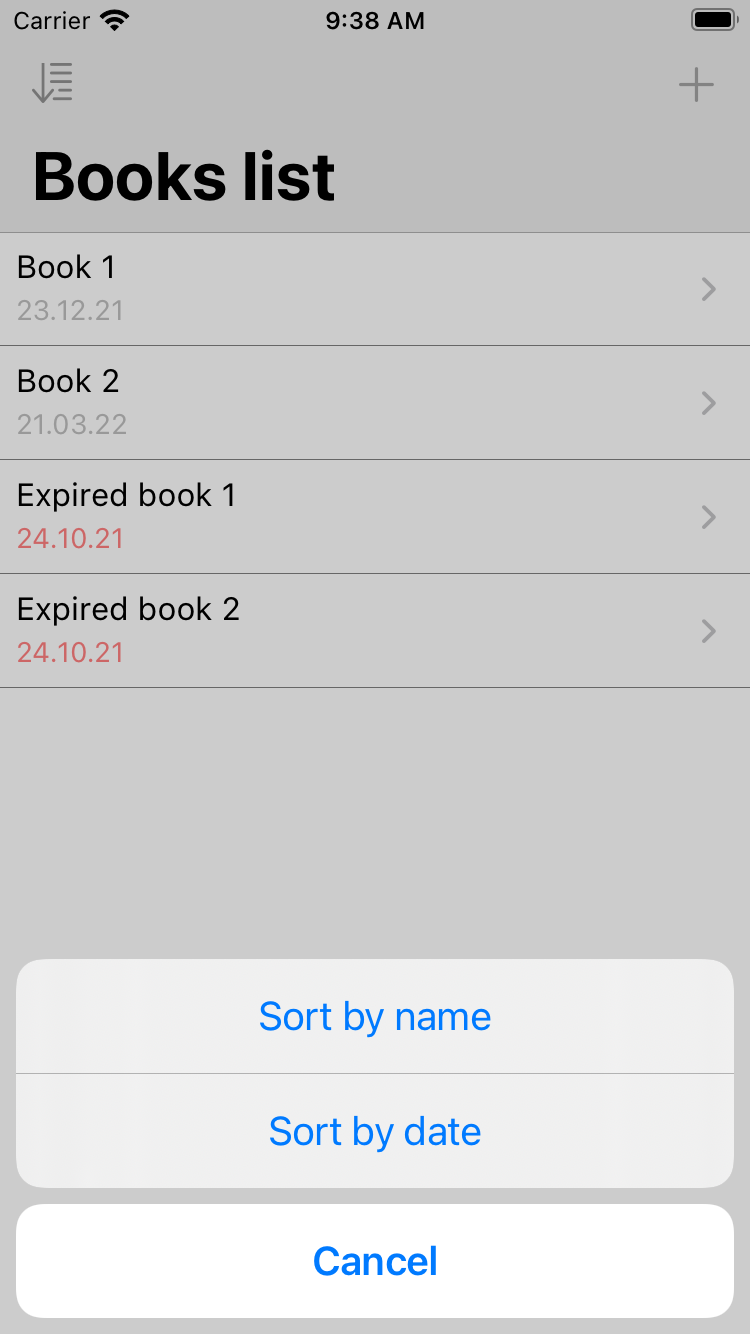 Carrier 9:38 AM
Books list
Book 1
23.12.21
Book 2
21.03.22
Expired book 1
24.10.21
Expired book 2
24.10.21
Sort by name
Sort by date
Cancel